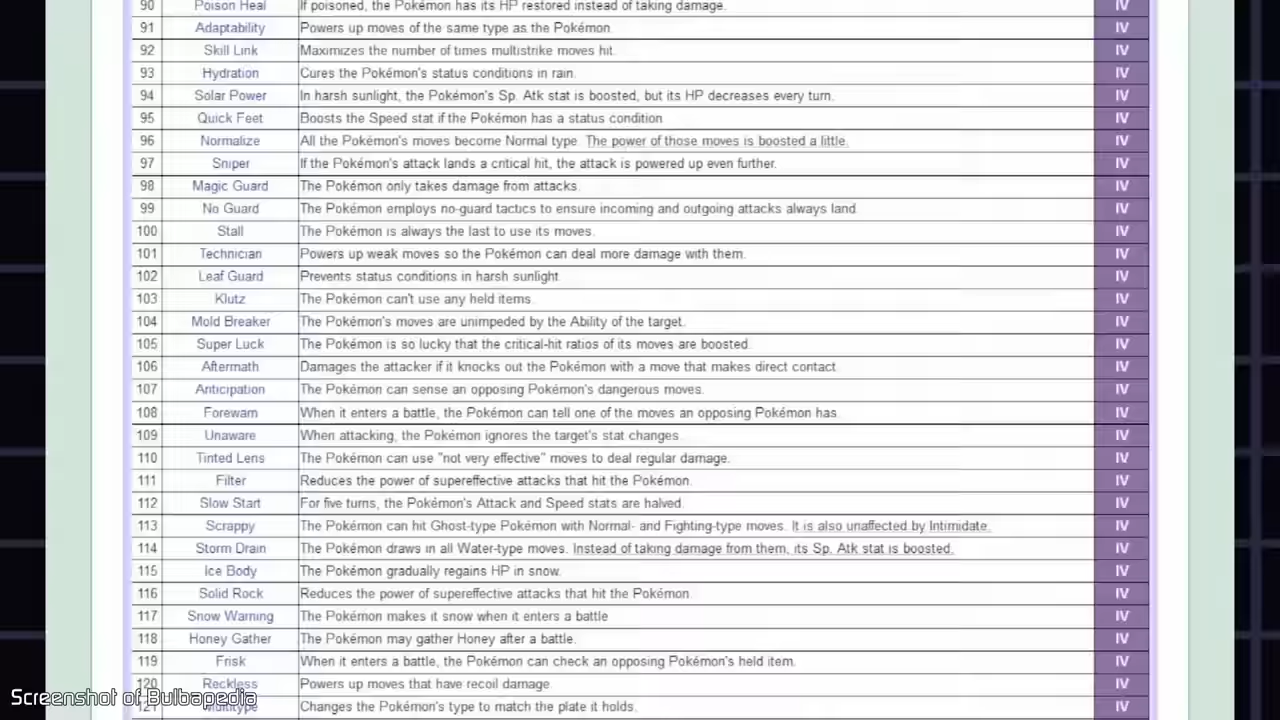 90 Poison Heal If poisoned, the Pokémon has its HP restored instead of taking damage. IV
91 Adaptability Powers up moves of the same type as the Pokémon. IV
92 Skill Link Maximizes the number of times multistrike moves hit. IV
93 Hydration Cures the Pokémon's status conditions in rain. IV
94 Solar Power In harsh sunlight, the Pokémon's Sp. Atk stat is boosted, but its HP decreases every turn. IV
95 Quick Feet Boosts the Speed stat if the Pokémon has a status condition IV
96 Normalize All the Pokémon's moves become Normal type. The power of those moves is boosted a little. IV
97 Sniper If the Pokémon's attack lands a critical hit, the attack is powered up even further. IV
98 Magic Guard The Pokémon only takes damage from attacks. IV
99 No Guard The Pokémon employs no-guard tactics to ensure incoming and outgoing attacks always land. IV
100 Stall The Pokémon is always the last to use its moves. IV
101 Technician Powers up weak moves so the Pokémon can deal more damage with them. IV
102 Leaf Guard Prevents status conditions in harsh sunlight IV
103 Klutz The Pokémon can't use any held items. IV
104 Mold Breaker The Pokémon's moves are unimpeded by the Ability of the target. IV
105 Super Luck The Pokémon is so lucky that the critical-hit ratios of its moves are boosted. IV
106 Aftermath Damages the attacker if it knocks out the Pokémon with a move that makes direct contact. IV
107 Anticipation The Pokémon can sense an opposing Pokémon's dangerous moves. IV
108 Forewarn When it enters a battle, the Pokémon can tell one of the moves an opposing Pokémon has. IV
109 Unaware When attacking, the Pokémon ignores the target's stat changes. IV
110 Tinted Lens The Pokémon can use "not very effective" moves to deal regular damage. IV
111 Filter Reduces the power of supereffective attacks that hit the Pokémon. IV
112 Slow Start For five turns, the Pokémon's Attack and Speed stats are halved. IV
113 Scrappy The Pokémon can hit Ghost-type Pokémon with Normal- and Fighting-type moves. It is also unaffected by Intimidate. IV
114 Storm Drain The Pokémon draws in all Water-type moves. Instead of taking damage from them, its Sp. Atk stat is boosted. IV
115 Ice Body The Pokémon gradually regains HP in snow. IV
116 Solid Rock Reduces the power of supereffective attacks that hit the Pokémon. IV
117 Snow Warning The Pokémon makes it snow when it enters a battle IV
118 Honey Gather The Pokémon may gather Honey after a battle. IV
119 Frisk When it enters a battle, the Pokémon can check an opposing Pokémon's held item. IV
120 Reckless Powers up moves that have recoil damage. IV
Screenshot of Bulbapedia
121 Multitype Changes the Pokémon's type to match the plate it holds. IV